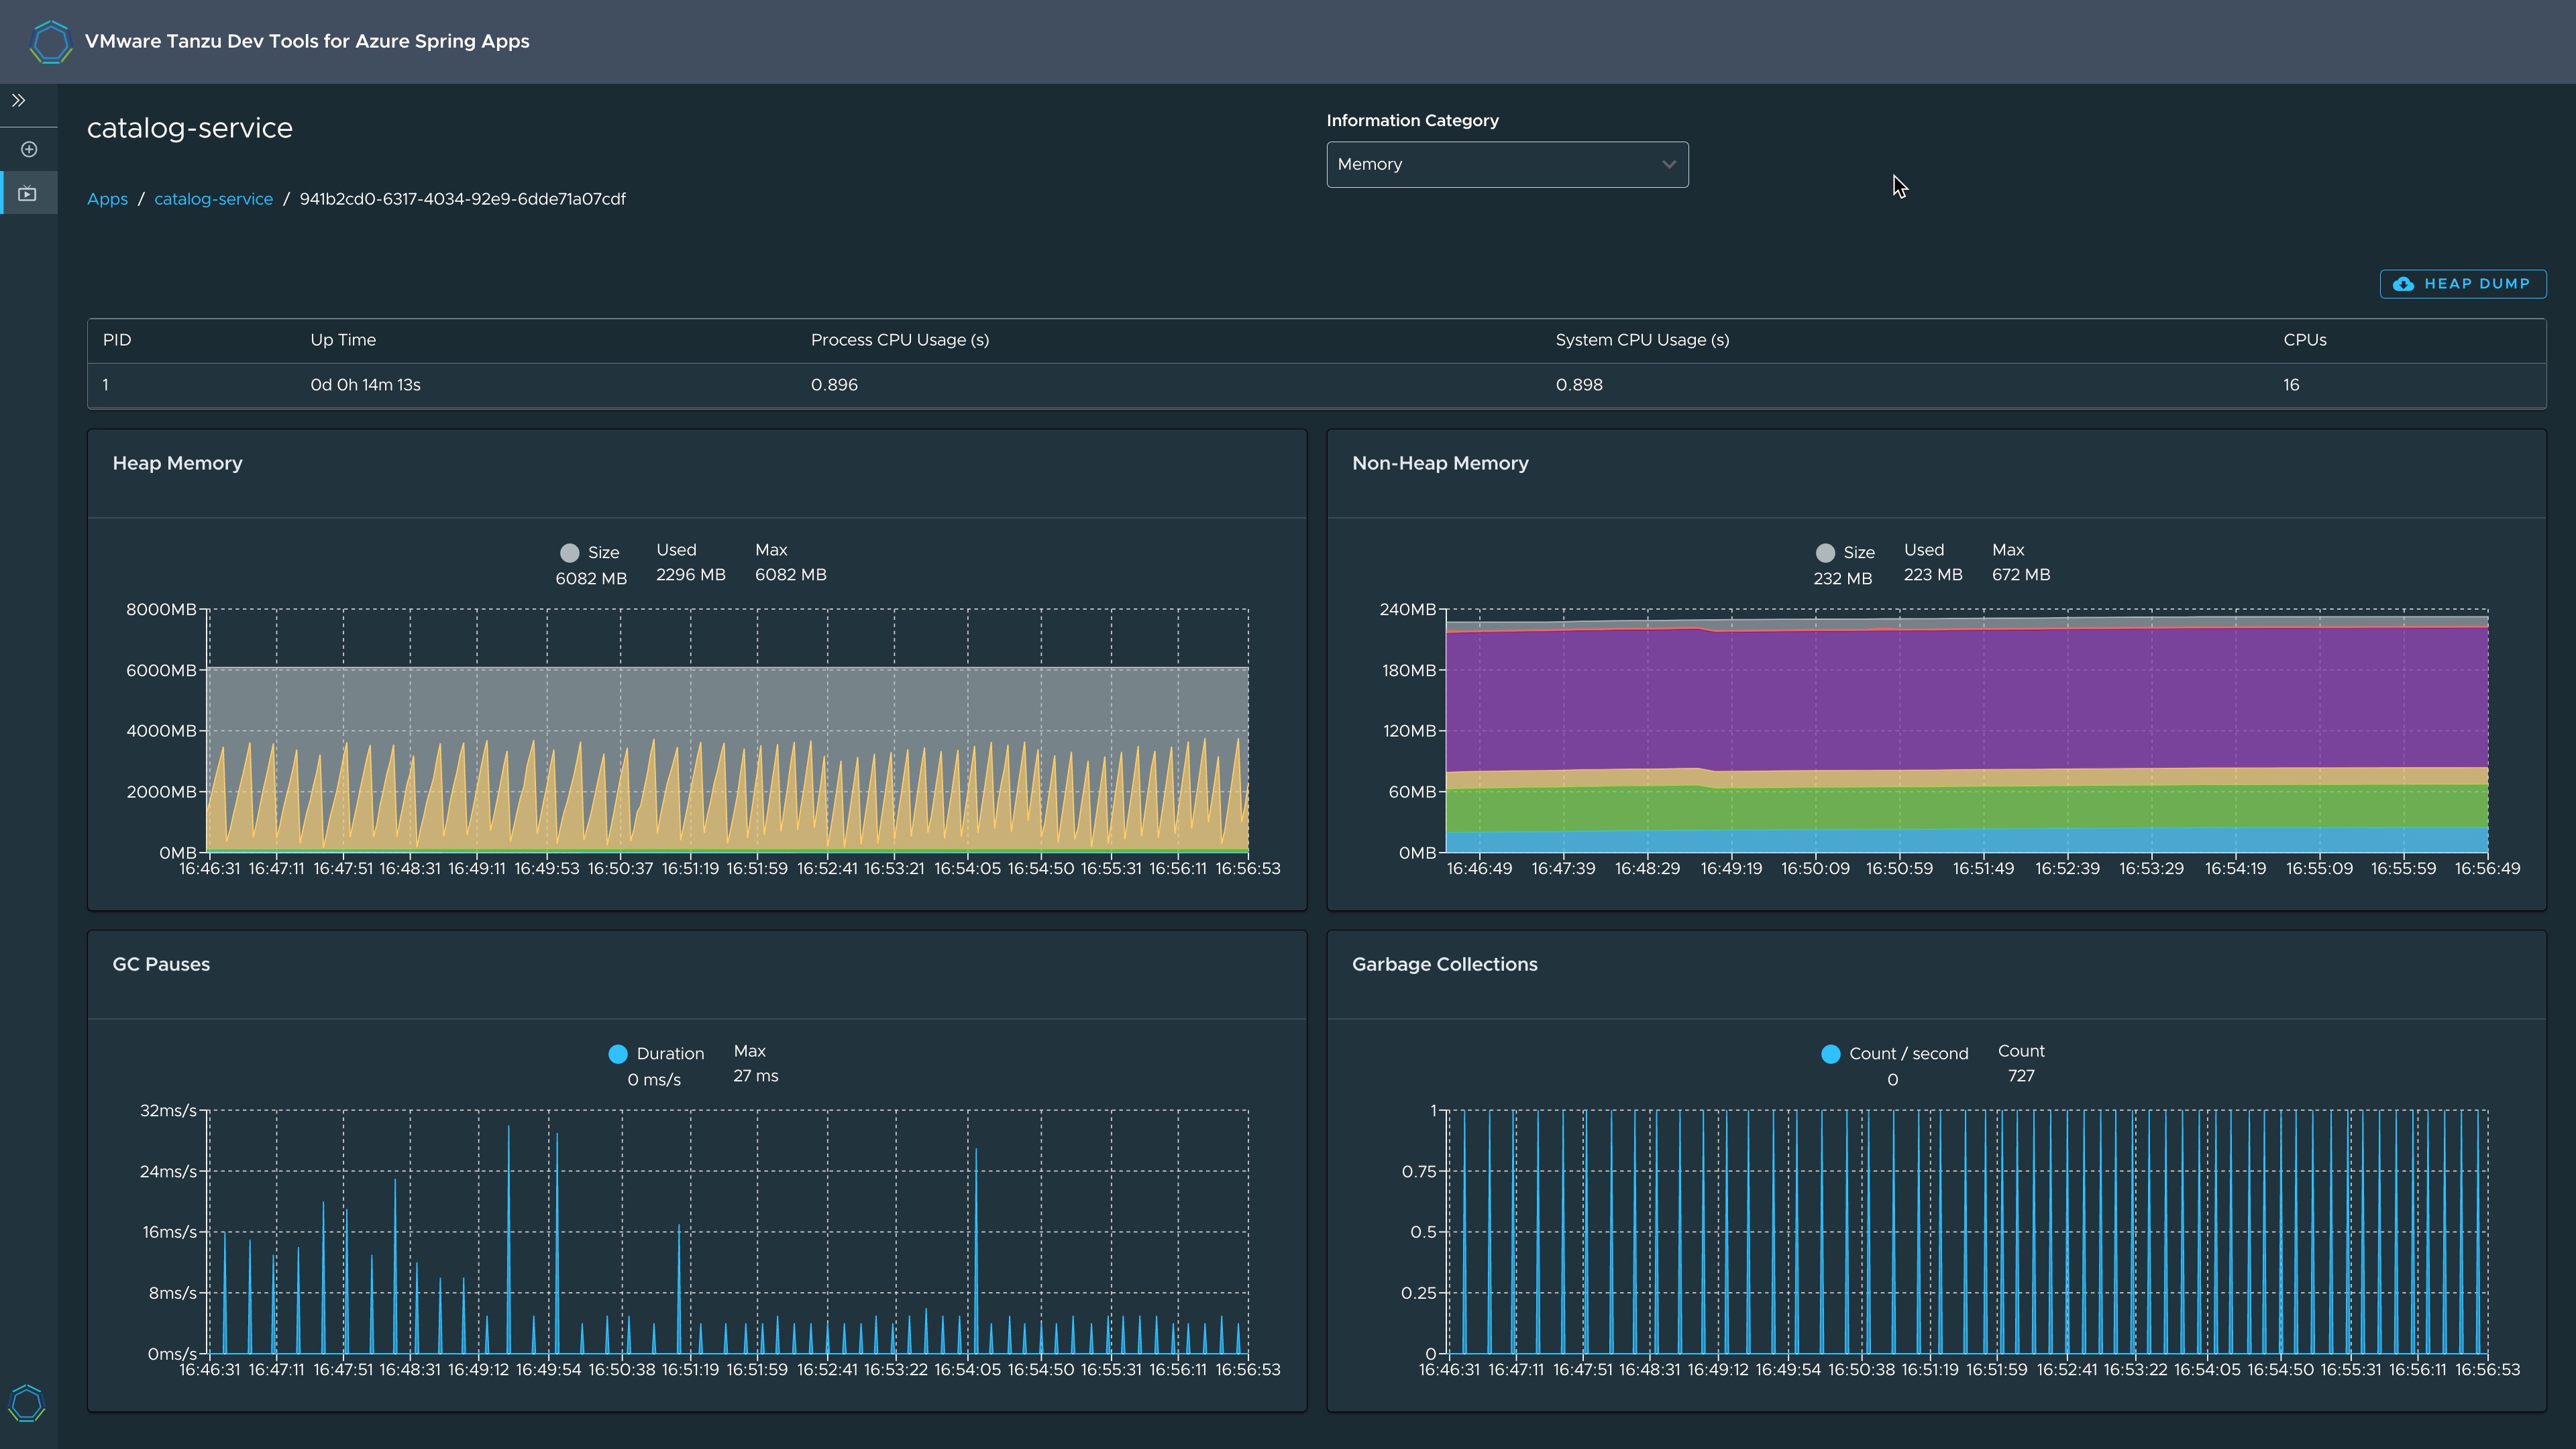 VMware Tanzu Dev Tools for Azure Spring Apps
catalog-service
Information Category
Memory
Apps / catalog-service / 941b2cd0-6317-4034-92e9-6dde71a07cdf
HEAP DUMP
PID Up Time Process CPU Usage (s) System CPU Usage (s) CPUs
1 0d 0h 14m 13s 0.896 0.898 16
Heap Memory
Size Used Max
6082 MB 2296 MB 6082 MB
8000MB
6000MB
4000MB
2000MB
0MB
16:46:31 16:47:11 16:47:51 16:48:31 16:49:11 16:49:53 16:50:37 16:51:19 16:51:59 16:52:41 16:53:21 16:54:05 16:54:50 16:55:31 16:56:11 16:56:53
Non-Heap Memory
Size Used Max
232 MB 223 MB 672 MB
240MB
180MB
120MB
60MB
0MB
16:46:49 16:47:39 16:48:29 16:49:19 16:50:09 16:50:59 16:51:49 16:52:39 16:53:29 16:54:19 16:55:09 16:55:59 16:56:49
GC Pauses
Duration Max
0 ms/s 27 ms
32ms/s
24ms/s
16ms/s
8ms/s
0ms/s
16:46:31 16:47:11 16:47:51 16:48:31 16:49:12 16:49:54 16:50:38 16:51:19 16:51:59 16:52:41 16:53:22 16:54:05 16:54:50 16:55:31 16:56:11 16:56:53
Garbage Collections
Count / second Count
0 727
1
0.75
0.5
0.25
0
16:46:31 16:47:11 16:47:51 16:48:31 16:49:12 16:49:54 16:50:38 16:51:19 16:51:59 16:52:41 16:53:22 16:54:05 16:54:50 16:55:31 16:56:11 16:56:53